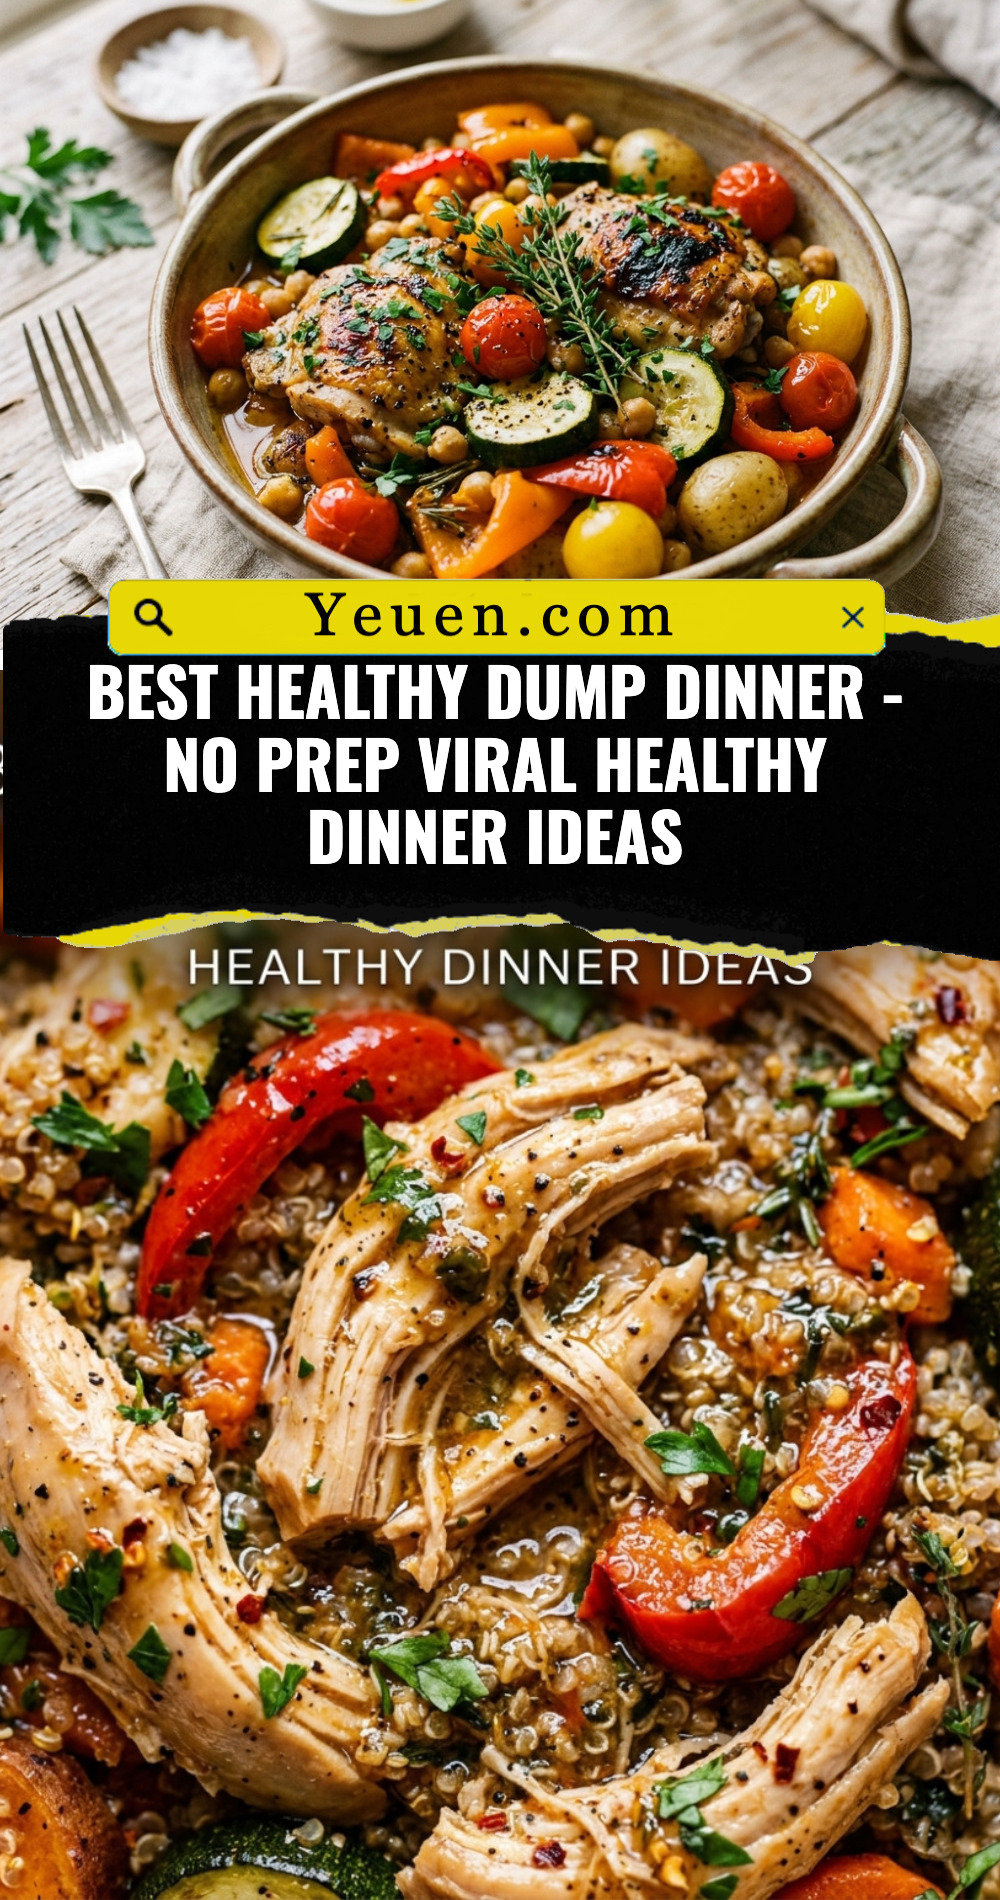 Yeuen.com
BEST HEALTHY DUMP DINNER -
NO PREP VIRAL HEALTHY
DINNER IDEAS
HEALTHY DINNER IDEAS